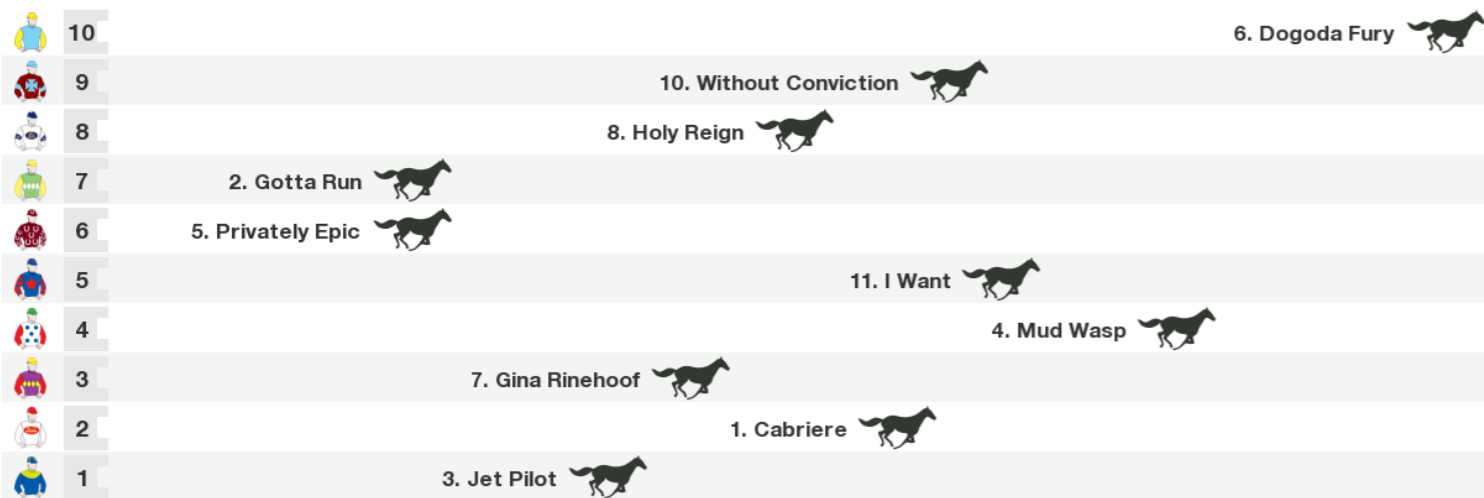 10 6. Dogoda Fury
9 10. Without Conviction
8 8. Holy Reign
7 2. Gotta Run
6 5. Privately Epic
5 11. I Want
4 4. Mud Wasp
3 7. Gina Rinehoof
2 1. Cabriere
1 3. Jet Pilot